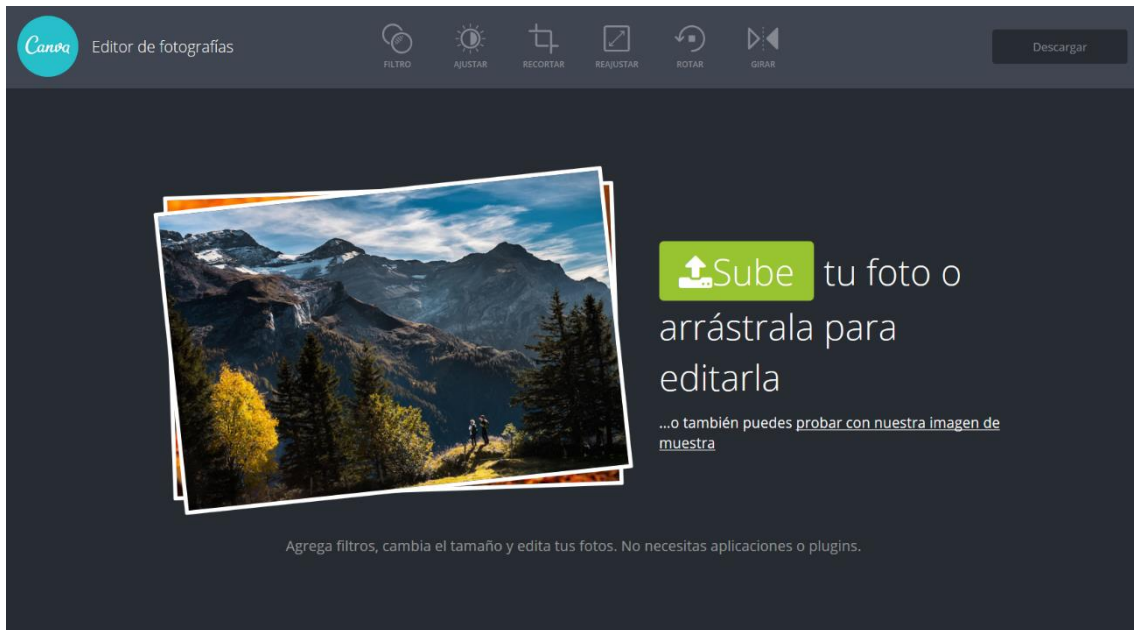 Canva
Editor de fotografías
FILTRO
AJUSTAR
RECORTAR
REAJUSTAR
ROTAR
GIRAR
Descargar
Sube tu foto o
arrástrala para
editarla
...o también puedes probar con nuestra imagen de
muestra
Agrega filtros, cambia el tamaño y edita tus fotos. No necesitas aplicaciones o plugins.